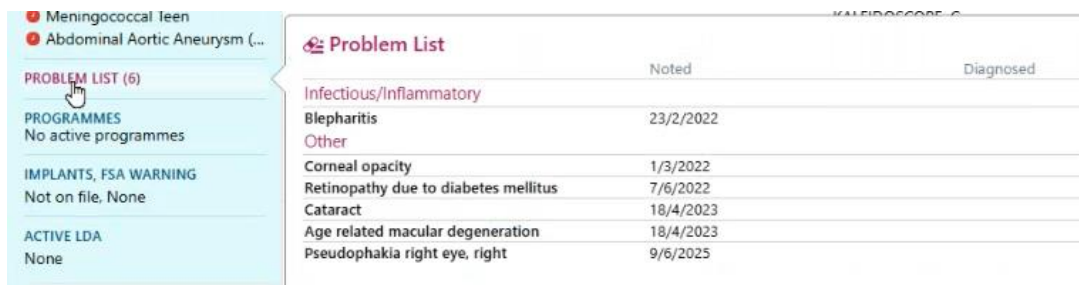 Meningococcal Teen
Abdominal Aortic Aneurysm (...
PROBLEM LIST (6)
PROGRAMMES
No active programmes
IMPLANTS, FSA WARNING
Not on file, None
ACTIVE LDA
None
KALEIDOSCOPE, C
Problem List
Noted Diagnosed
Infectious/Inflammatory
Blepharitis 23/2/2022
Other
Corneal opacity 1/3/2022
Retinopathy due to diabetes mellitus 7/6/2022
Cataract 18/4/2023
Age related macular degeneration 18/4/2023
Pseudophakia right eye, right 9/6/2025